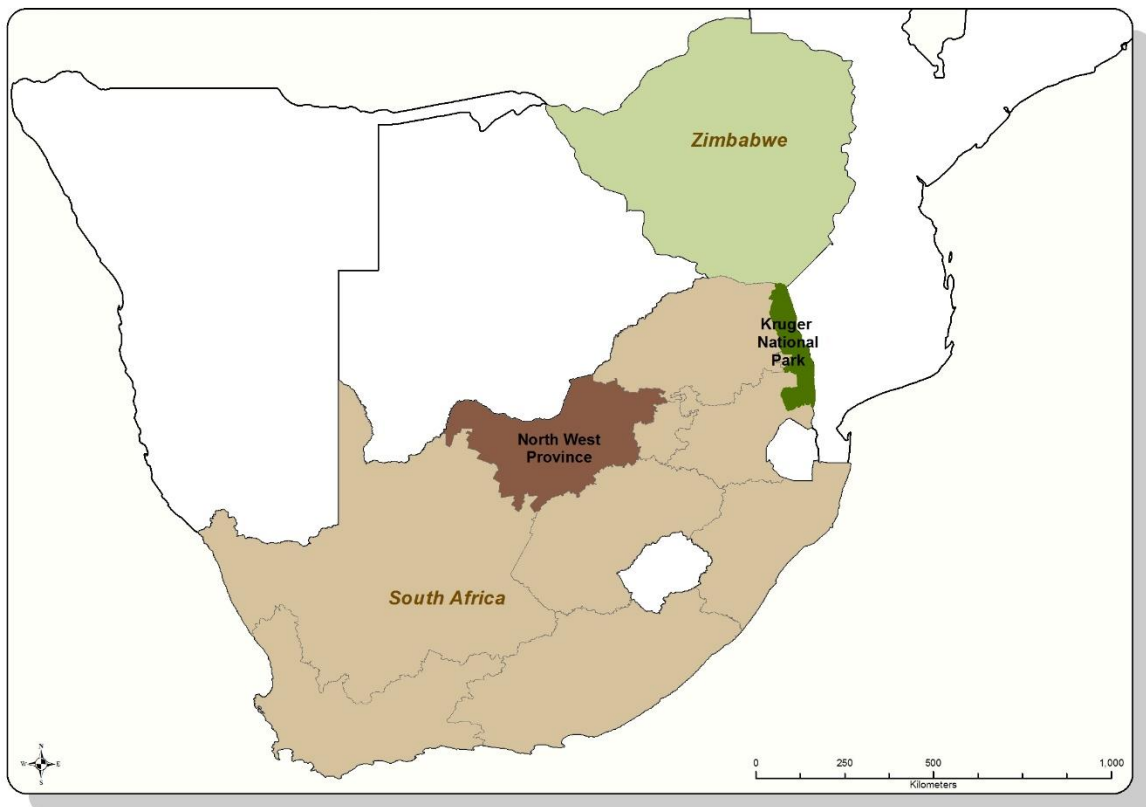 Zimbabwe
Kruger
National
Park
North West
Province
South Africa
N
W E
S
0 250 500 1,000
Kilometers